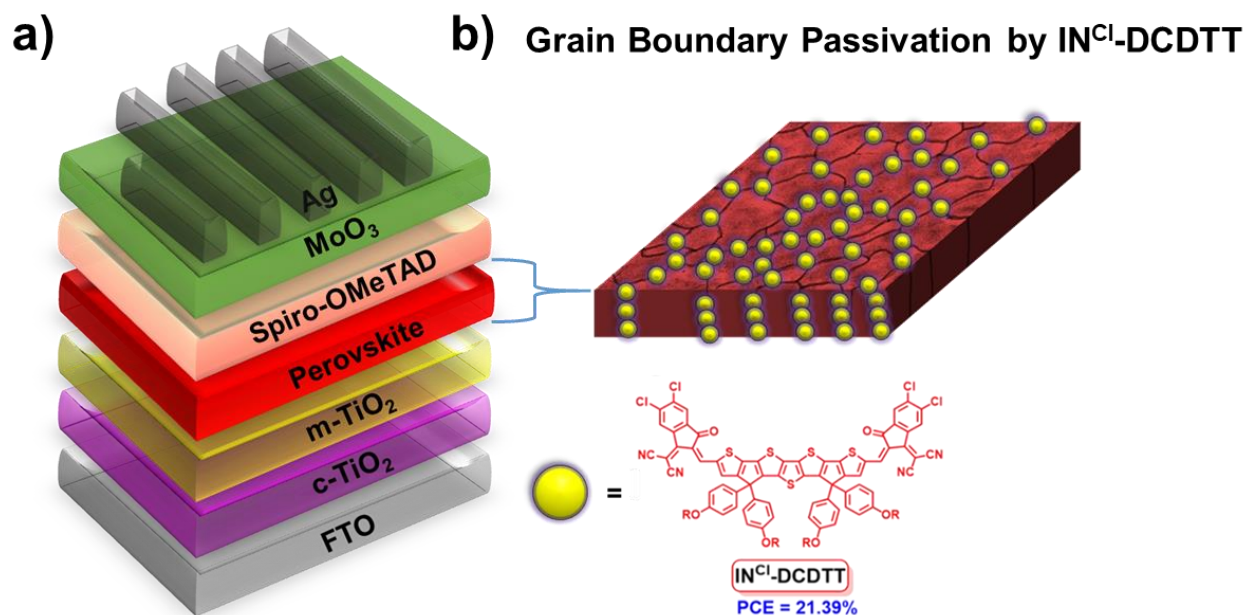 a)
b) Grain Boundary Passivation by IN^Cl-DCDTT
Ag
MoO₃
Spiro-OMeTAD
Perovskite
m-TiO₂
c-TiO₂
FTO
=
Cl
Cl
O
NC
CN
S
S
S
S
S
O
Cl
Cl
NC
CN
RO
OR
RO
OR
IN^Cl-DCDTT
PCE = 21.39%